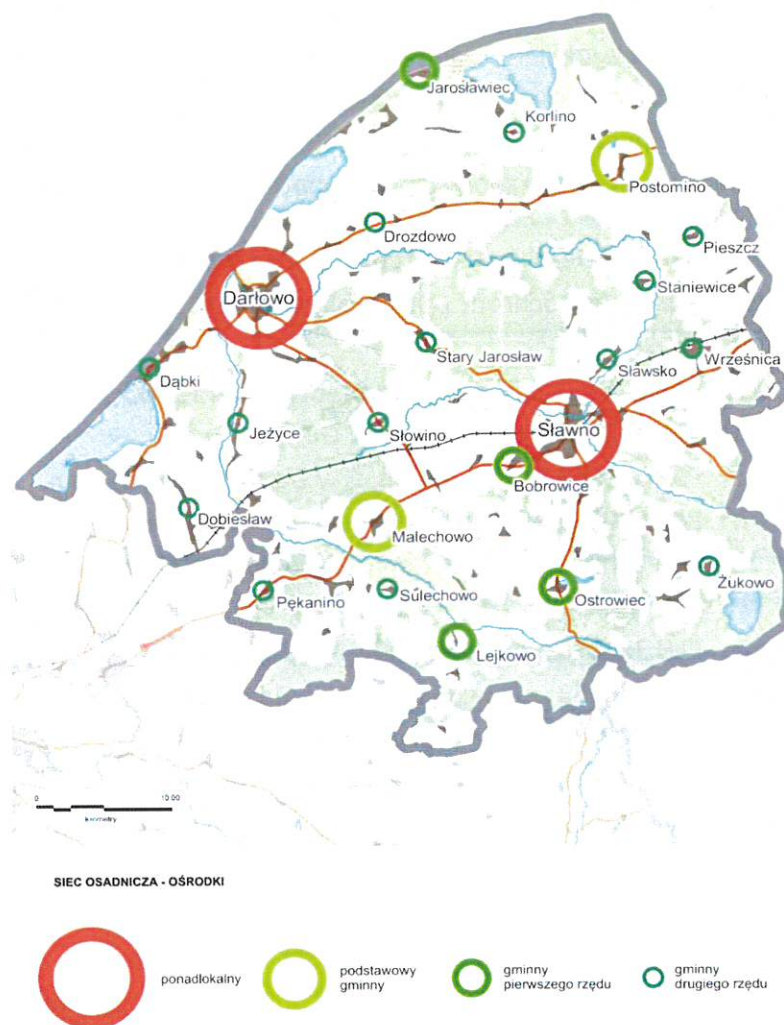 Jarosławiec
Korlino
Postomino
Drozdowo
Pieszcz
Staniewice
Darłowo
Stary Jarosław
Sławsko
Wrześnica
Dąbki
Jeżyce
Słowino
Sławno
Bobrowice
Dobiesław
Malechowo
Pękanino
Sulechowo
Ostrowiec
Żukowo
Lejkowo
0 10.00
kilometry
SIEC OSADNICZA - OŚRODKI
ponadlokalny
podstawowy
gminny
gminny
pierwszego rzędu
gminny
drugiego rzędu